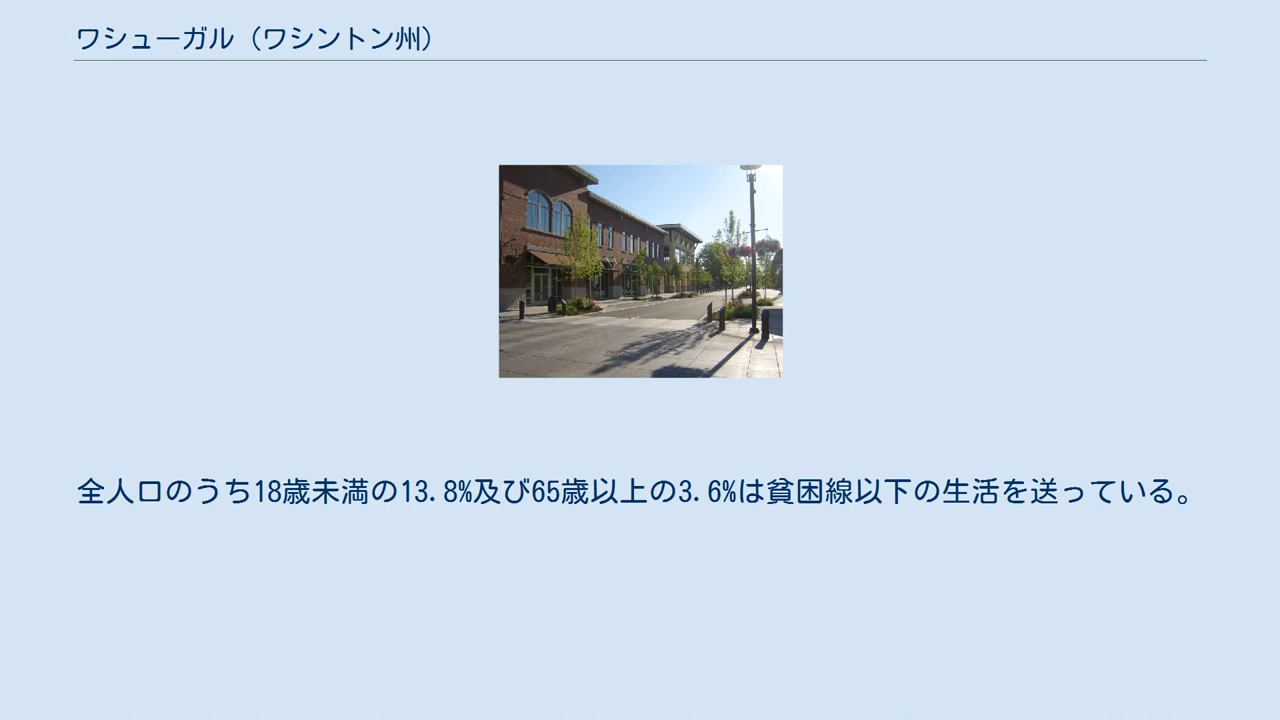 ワシューガル（ワシントン州）
全人口のうち18歳未満の13.8%及び65歳以上の3.6%は貧困線以下の生活を送っている。